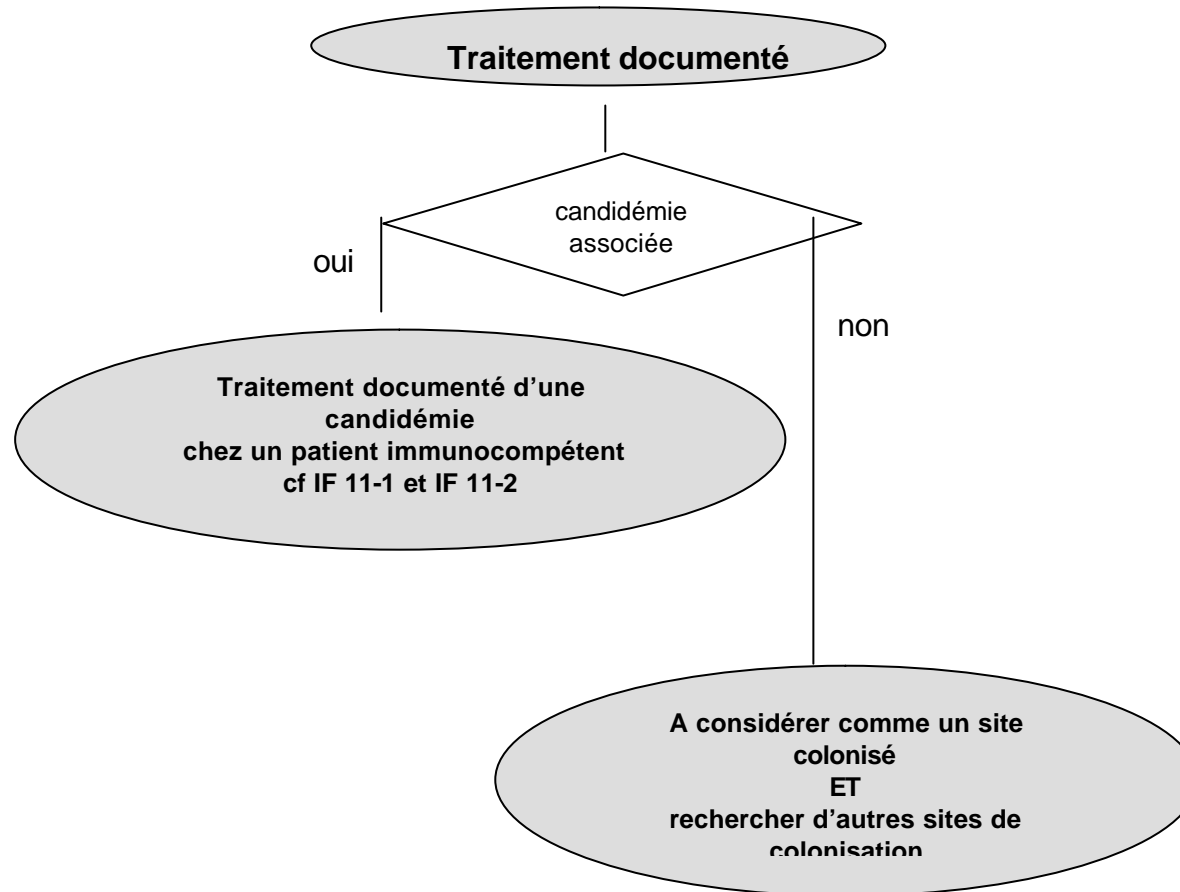 Traitement documenté
candidémie
associée
oui
non
Traitement documenté d'une
candidémie
chez un patient immunocompétent
cf IF 11-1 et IF 11-2
A considérer comme un site
colonisé
ET
rechercher d'autres sites de
colonisation